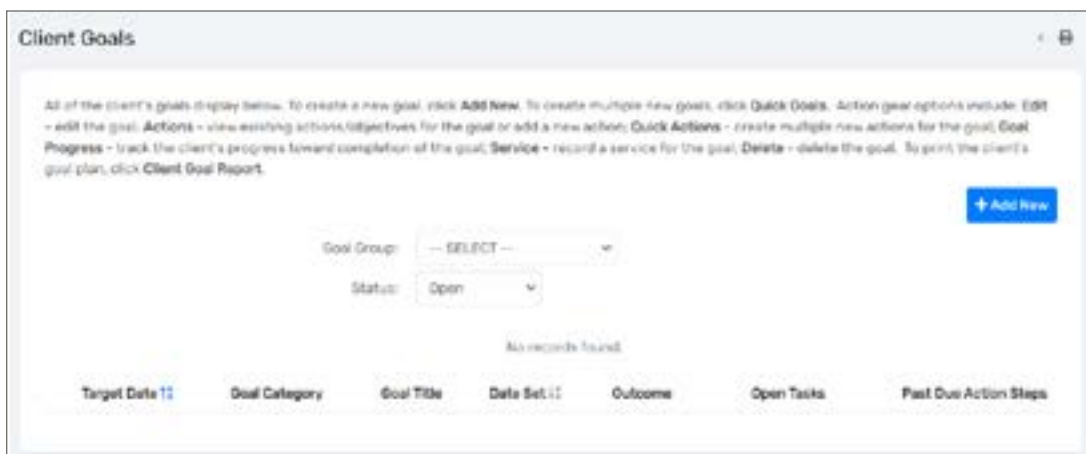 Client Goals
All of the client's goals display below. To create a new goal, click Add New. To create multiple new goals, click Quick Goals. Action gear options include: Edit
- edit the goal; Actions - view existing actions/objectives for the goal or add a new action; Quick Actions - create multiple new actions for the goal; Goal
Progress - track the client's progress toward completion of the goal; Service - record a service for the goal; Delete - delete the goal. To print the client's
goal plan, click Client Goal Report.
+ Add New
Goal Group: -- SELECT --
Status: Open
No records found.
Target Date Goal Category Goal Title Date Set Outcome Open Tasks Past Due Action Steps